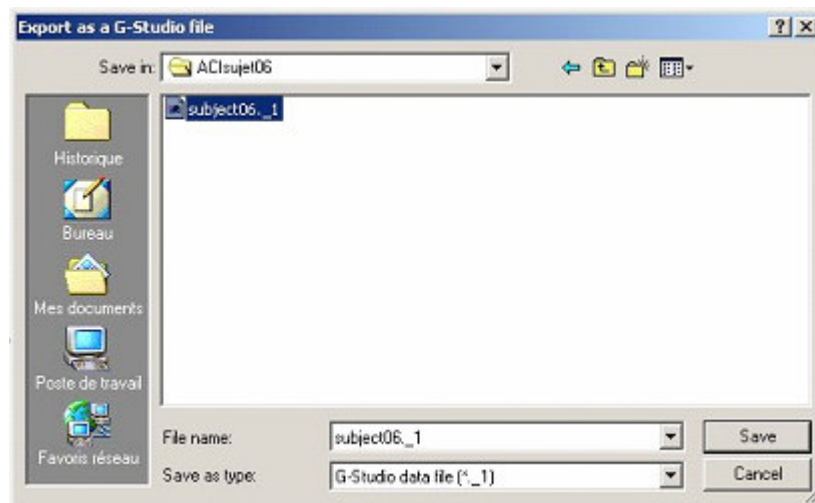 Export as a G-Studio file
Save in: ACIsujet06
subject06._1
Historique
Bureau
Mes documents
Poste de travail
Favoris réseau
File name: subject06._1 Save
Save as type: G-Studio data file (*._1) Cancel